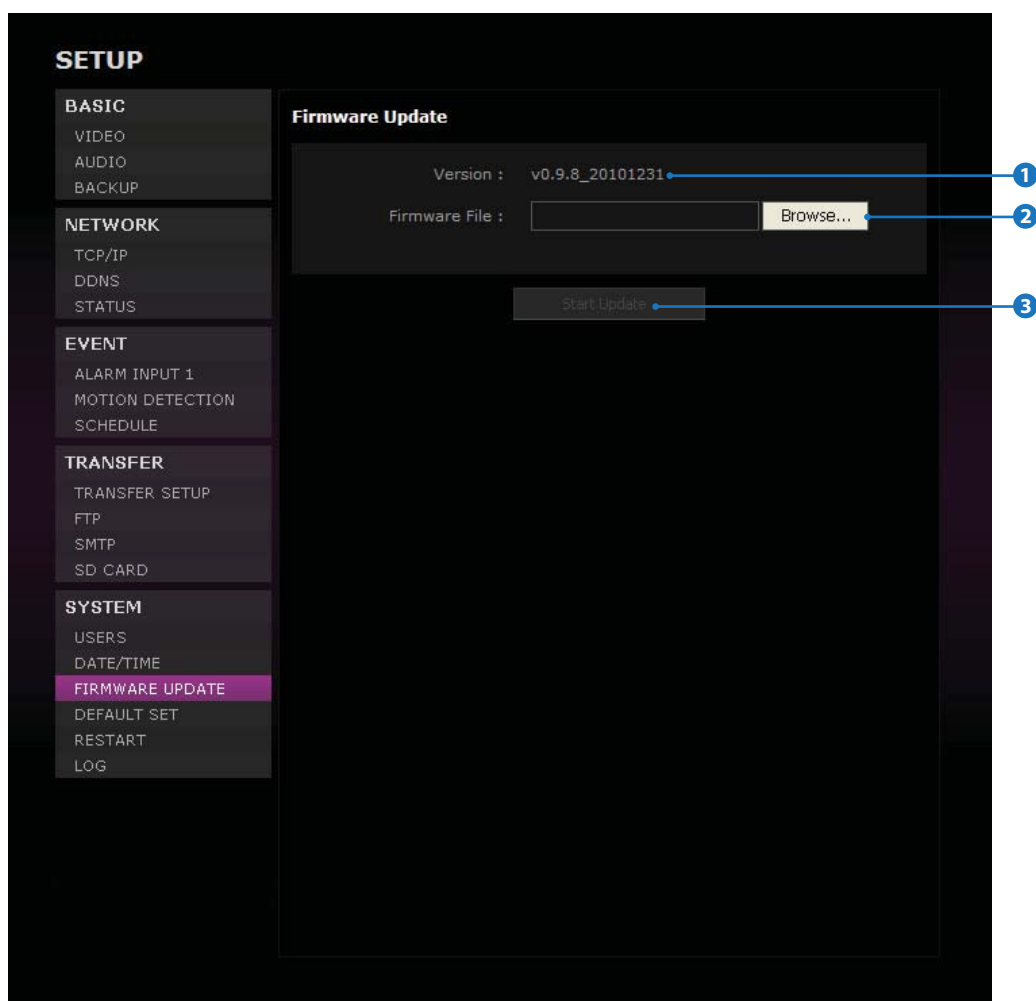 SETUP
BASIC
VIDEO
AUDIO
BACKUP
NETWORK
TCP/IP
DDNS
STATUS
EVENT
ALARM INPUT 1
MOTION DETECTION
SCHEDULE
TRANSFER
TRANSFER SETUP
FTP
SMTP
SD CARD
SYSTEM
USERS
DATE/TIME
FIRMWARE UPDATE
DEFAULT SET
RESTART
LOG
Firmware Update
Version : v0.9.8_20101231 1
Firmware File : Browse... 2
Start Update 3